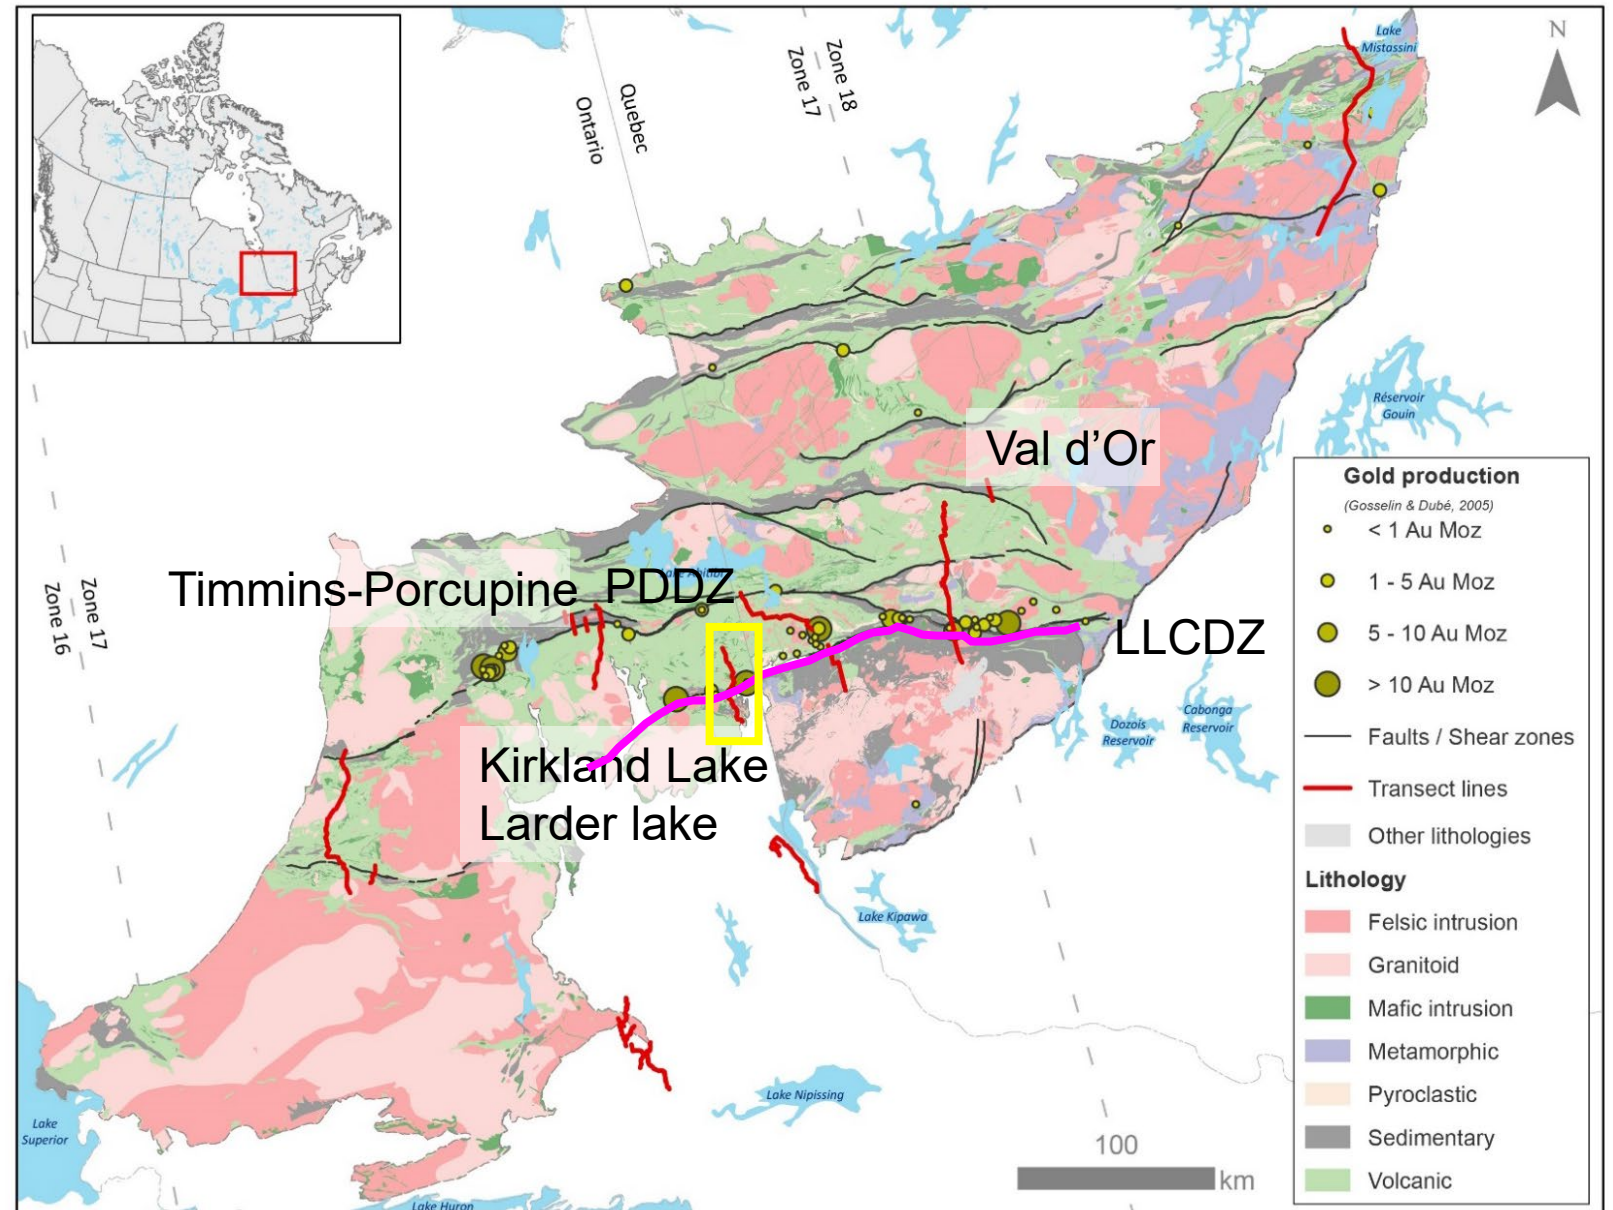 N
Lake
Mistassini
Zone 17
Zone 18
Ontario
Quebec
Réservoir
Gouin
Val d’Or
Gold production
(Gosselin & Dubé, 2005)
< 1 Au Moz
1 - 5 Au Moz
5 - 10 Au Moz
> 10 Au Moz
Faults / Shear zones
Transect lines
Other lithologies
Lithology
Felsic intrusion
Granitoid
Mafic intrusion
Metamorphic
Pyroclastic
Sedimentary
Volcanic
Timmins-Porcupine
PDDZ
Lake Abitibi
Zone 16
Zone 17
LLCDZ
Dozois
Reservoir
Cabonga
Reservoir
Kirkland Lake
Larder lake
Lake Kipawa
Lake Nipissing
Lake
Superior
Lake Huron
100
km